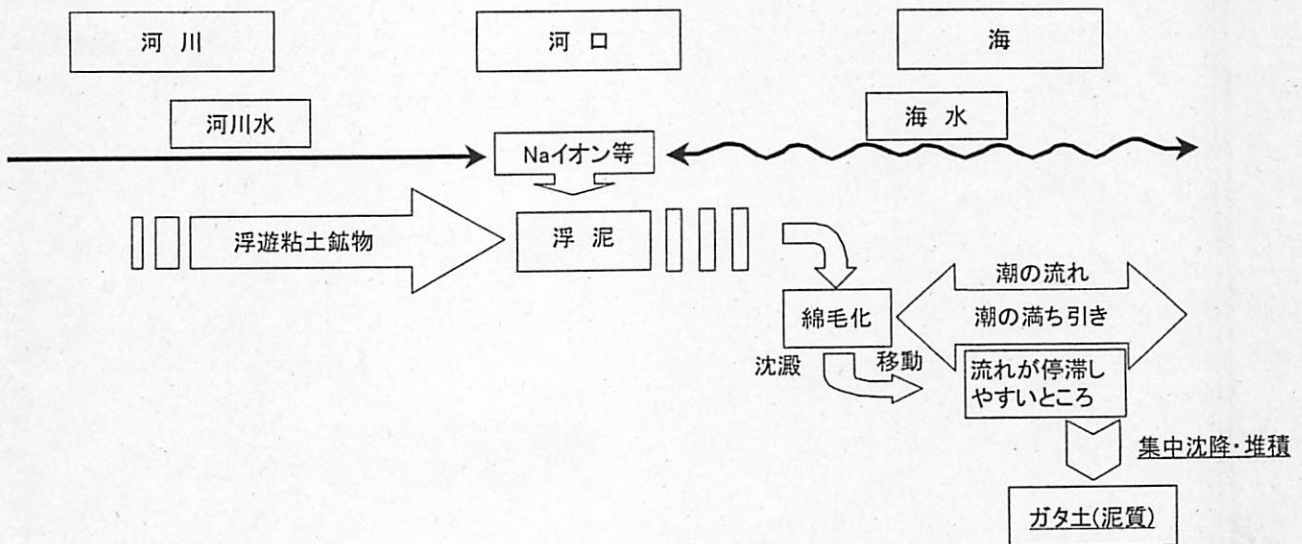 河川
河口
海
河川水
海水
Naイオン等
浮遊粘土鉱物
浮泥
潮の流れ
綿毛化
潮の満ち引き
沈澱
移動
流れが停滞し
やすいところ
集中沈降・堆積
ガタ土(泥質)